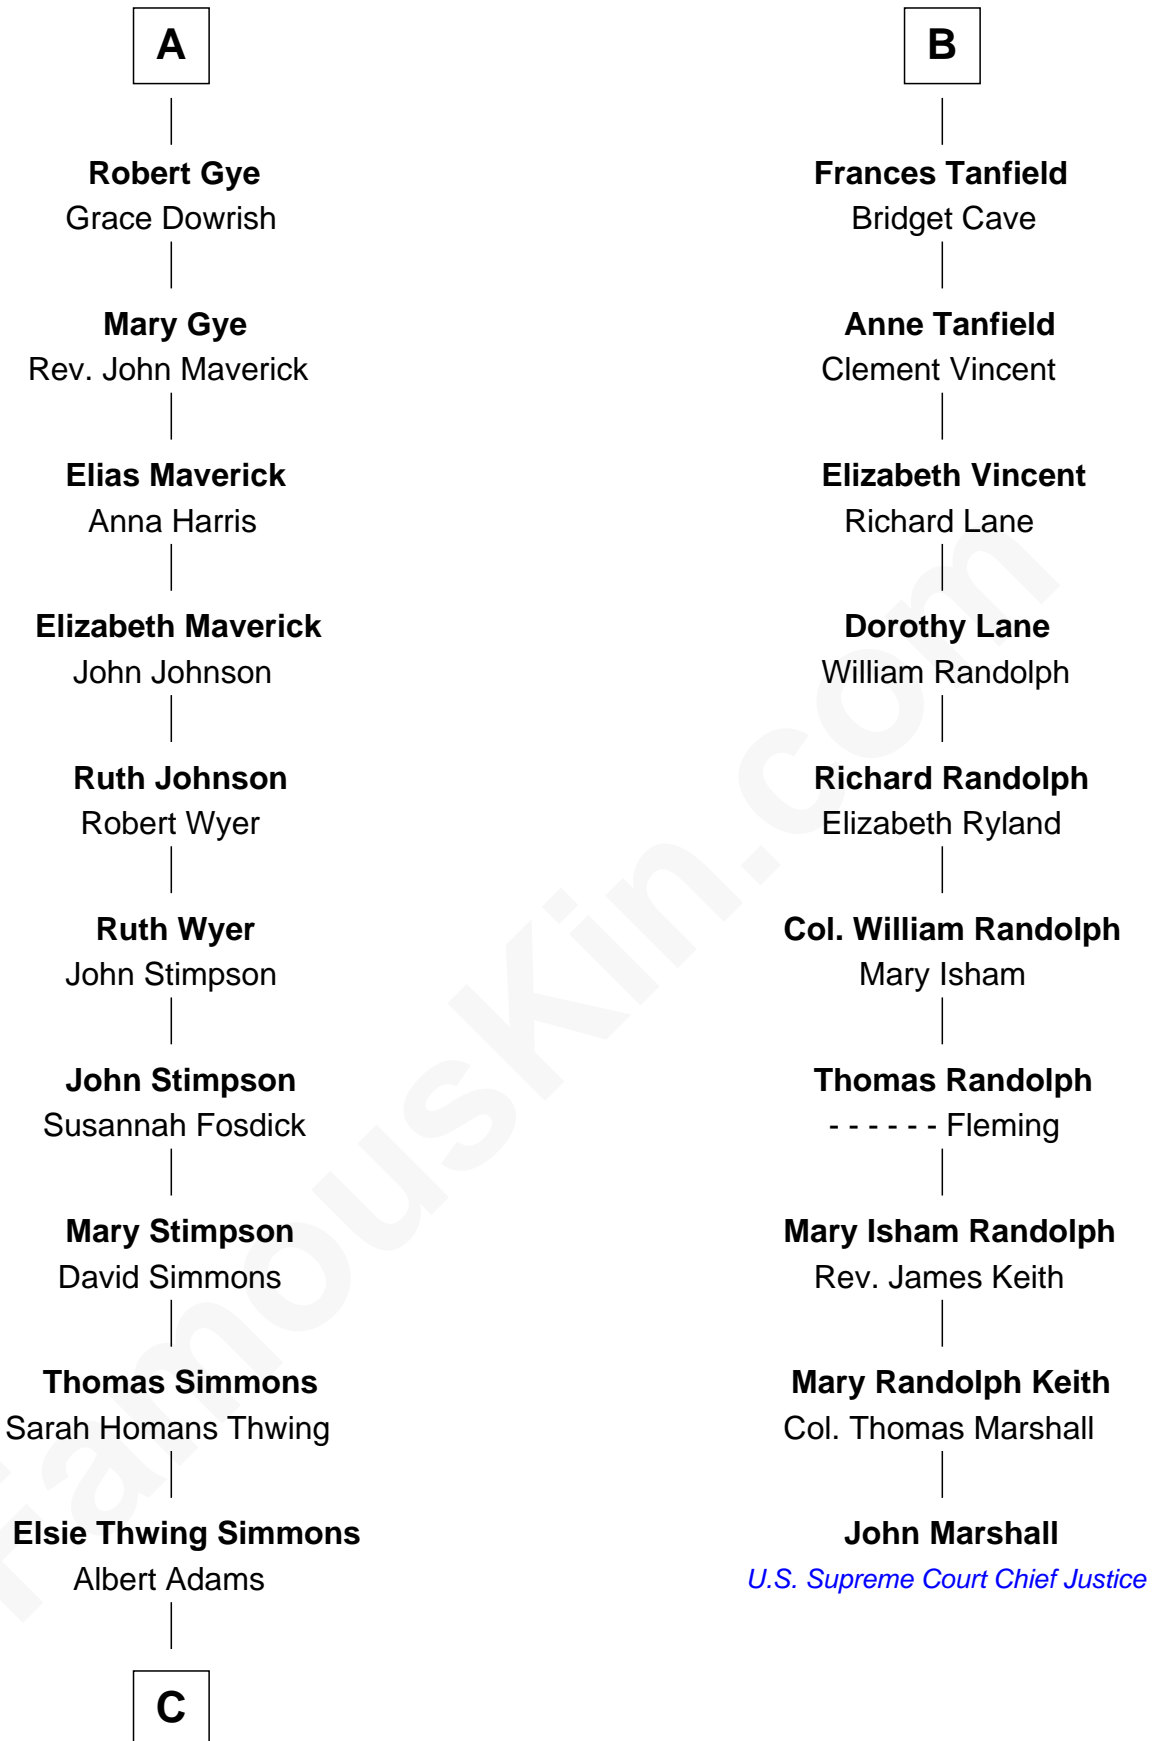 A
Robert Gye
Grace Dowrish
Mary Gye
Rev. John Maverick
Elias Maverick
Anna Harris
Elizabeth Maverick
John Johnson
Ruth Johnson
Robert Wyer
Ruth Wyer
John Stimpson
John Stimpson
Susannah Fosdick
Mary Stimpson
David Simmons
Thomas Simmons
Sarah Homans Thwing
Elsie Thwing Simmons
Albert Adams
C
B
Frances Tanfield
Bridget Cave
Anne Tanfield
Clement Vincent
Elizabeth Vincent
Richard Lane
Dorothy Lane
William Randolph
Richard Randolph
Elizabeth Ryland
Col. William Randolph
Mary Isham
Thomas Randolph
- - - - - - Fleming
Mary Isham Randolph
Rev. James Keith
Mary Randolph Keith
Col. Thomas Marshall
John Marshall
U.S. Supreme Court Chief Justice
FamousKin.com